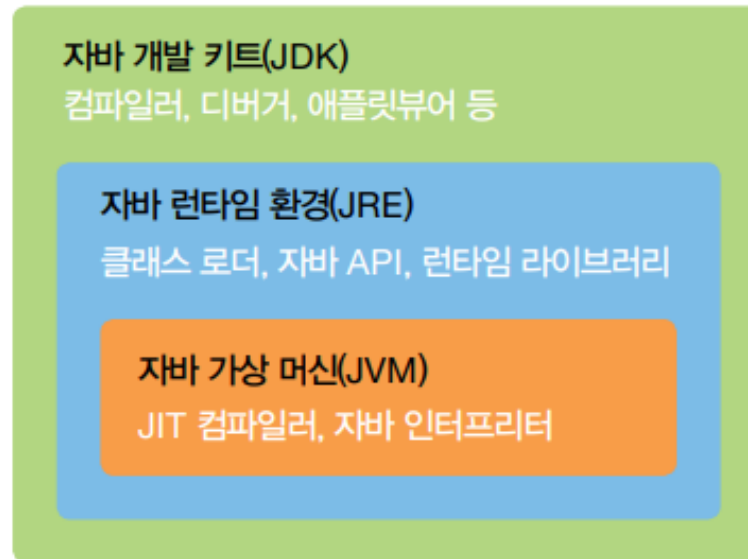 자바 개발 키트(JDK)
컴파일러, 디버거, 애플릿뷰어 등
자바 런타임 환경(JRE)
클래스 로더, 자바 API, 런타임 라이브러리
자바 가상 머신(JVM)
JIT 컴파일러, 자바 인터프리터